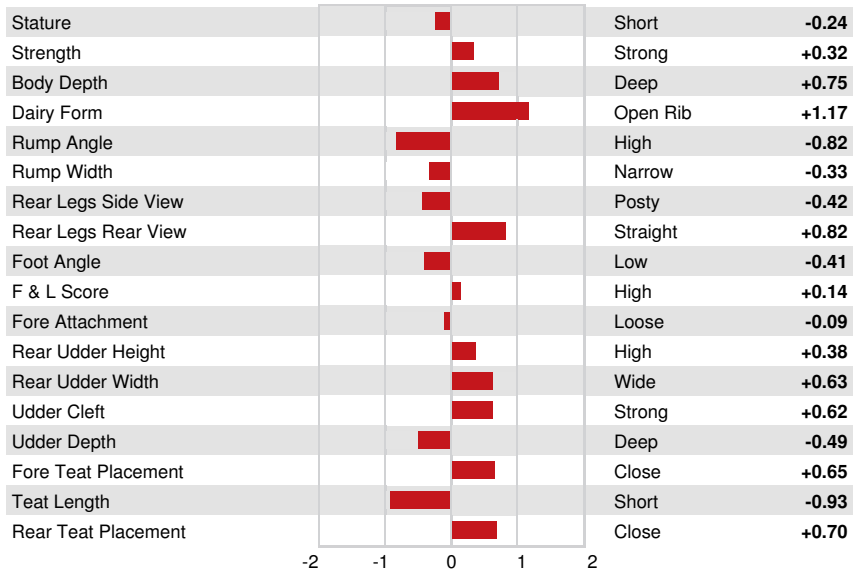 Stature Short -0.24
Strength Strong +0.32
Body Depth Deep +0.75
Dairy Form Open Rib +1.17
Rump Angle High -0.82
Rump Width Narrow -0.33
Rear Legs Side View Posty -0.42
Rear Legs Rear View Straight +0.82
Foot Angle Low -0.41
F & L Score High +0.14
Fore Attachment Loose -0.09
Rear Udder Height High +0.38
Rear Udder Width Wide +0.63
Udder Cleft Strong +0.62
Udder Depth Deep -0.49
Fore Teat Placement Close +0.65
Teat Length Short -0.93
Rear Teat Placement Close +0.70
-2 -1 0 1 2